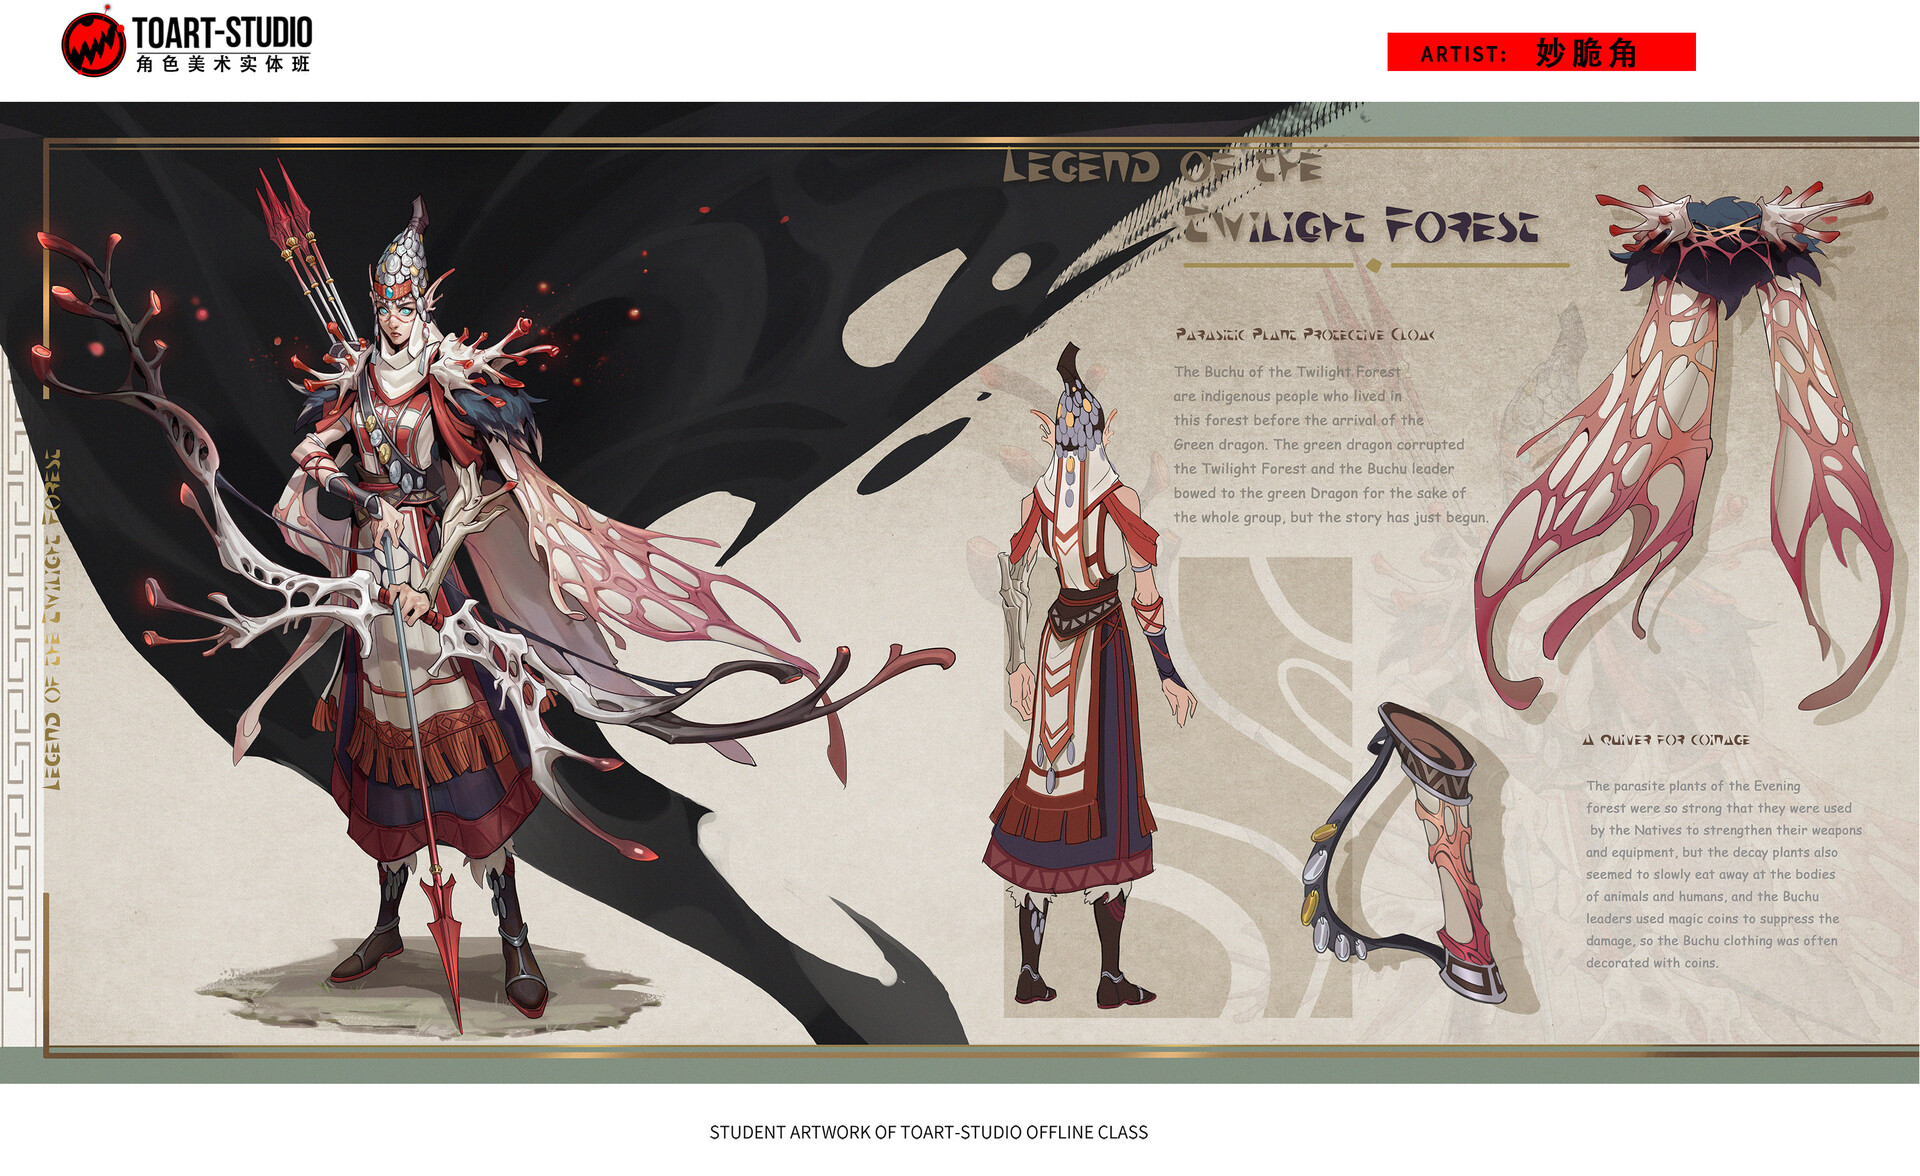 TOART-STUDIO
角色美术实体班
ARTIST: 妙脆角
LEGEND OF THE
TWILIGHT FOREST
LEGEND OF THE TWILIGHT FOREST
PARASITIC PLANT PROTECTIVE CLOAK
The Buchu of the Twilight Forest
are indigenous people who lived in
this forest before the arrival of the
Green dragon. The green dragon corrupted
the Twilight Forest and the Buchu leader
bowed to the green Dragon for the sake of
the whole group, but the story has just begun.
A QUIVER FOR COINAGE
The parasite plants of the Evening
forest were so strong that they were used
by the Natives to strengthen their weapons
and equipment, but the decay plants also
seemed to slowly eat away at the bodies
of animals and humans, and the Buchu
leaders used magic coins to suppress the
damage, so the Buchu clothing was often
decorated with coins.
STUDENT ARTWORK OF TOART-STUDIO OFFLINE CLASS